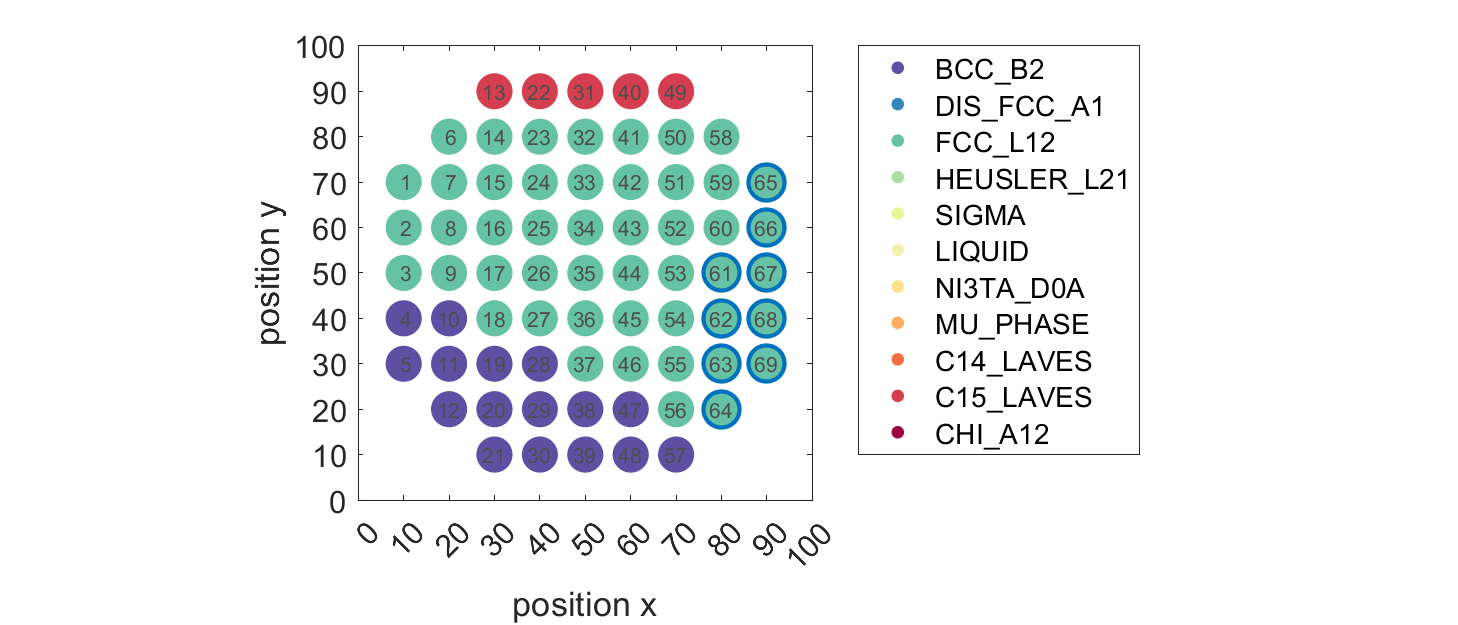 100
90
80
70
60
50
40
30
20
10
0
position y
13 22 31 40 49
6 14 23 32 41 50 58
1 7 15 24 33 42 51 59 65
2 8 16 25 34 43 52 60 66
3 9 17 26 35 44 53 61 67
4 10 18 27 36 45 54 62 68
5 11 19 28 37 46 55 63 69
12 20 29 38 47 56 64
21 30 39 48 57
0 10 20 30 40 50 60 70 80 90 100
position x
BCC_B2
DIS_FCC_A1
FCC_L12
HEUSLER_L21
SIGMA
LIQUID
NI3TA_D0A
MU_PHASE
C14_LAVES
C15_LAVES
CHI_A12